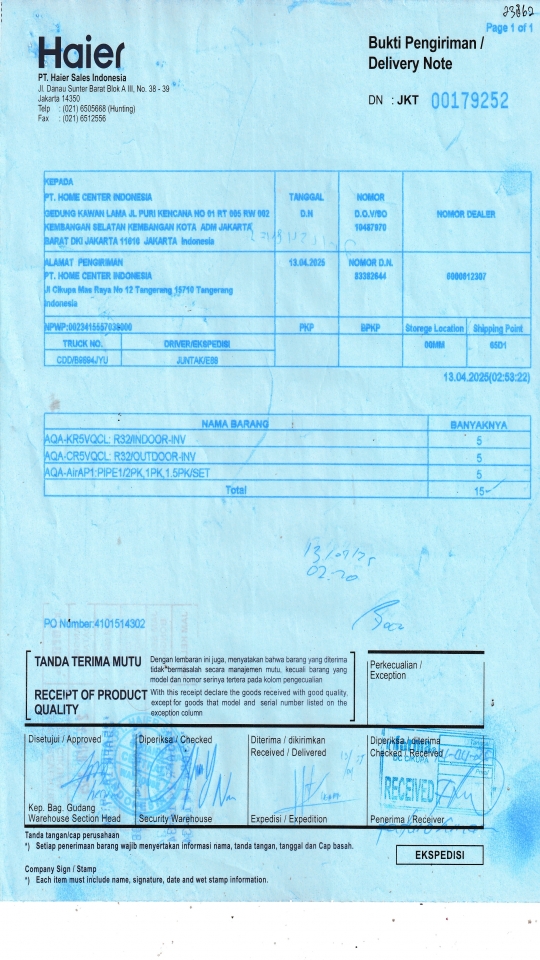 23862
Page 1 of 1
Haier
Bukti Pengiriman /
Delivery Note
PT. Haier Sales Indonesia
Jl. Danau Sunter Barat Blok A III, No. 38 - 39
Jakarta 14350
Telp : (021) 6505668 (Hunting)
Fax : (021) 6512556
DN : JKT 00179252
KEPADA
PT. HOME CENTER INDONESIA
GEDUNG KAWAN LAMA JL PURI KENCANA NO 01 RT 005 RW 002
KEMBANGAN SELATAN KEMBANGAN KOTA ADM JAKARTA
BARAT DKI JAKARTA 11610 JAKARTA Indonesia
TANGGAL
D.N
NOMOR
D.O.V/SO
10487970
NOMOR DEALER
ALAMAT PENGIRIMAN
PT. HOME CENTER INDONESIA
Jl Cikupa Mas Raya No 12 Tangerang 15710 Tangerang
Indonesia
13.04.2025
NOMOR D.N.
83382644
6000012307
NPWP:0023415557038000
PKP
BPKP
Storege Location
Shipping Point
TRUCK NO.
DRIVER/EKSPEDISI
00MM
65D1
CDD/B9694JYU
JUNTAK/E98
13.04.2025(02:53:22)
NAMA BARANG BANYAKNYA
AQA-KR5VQCL: R32/INDOOR-INV 5
AQA-CR5VQCL: R32/OUTDOOR-INV 5
AQA-AirAP1:PIPE1/2PK,1PK,1.5PK/SET 5
Total 15
PO Number:4101514302
TANDA TERIMA MUTU
Dengan lembaran ini juga, menyatakan bahwa barang yang diterima
tidak bermasalah secara manajemen mutu, kecuali barang yang
model dan nomor serinya tertera pada kolom pengecualian
RECEIPT OF PRODUCT
QUALITY
With this receipt declare the goods received with good quality,
except for goods that model and serial number listed on the
exception column
Perkecualian /
Exception
Disetujui / Approved
Diperiksa / Checked
Diterima / dikirimkan
Received / Delivered
Diperiksa / diterima
Checked / Received
DC CIKUPA
RECEIVED
Kep. Bag. Gudang
Warehouse Section Head
Security Warehouse
Expedisi / Expedition
Penerima / Receiver
Tanda tangan/cap perusahaan
*) Setiap penerimaan barang wajib menyertakan informasi nama, tanda tangan, tanggal dan Cap basah.
EKSPEDISI
Company Sign / Stamp
*) Each item must include name, signature, date and wet stamp information.